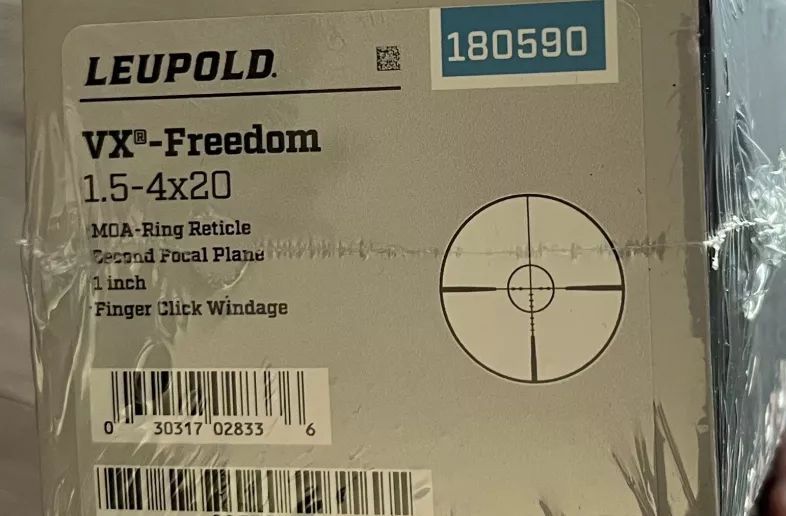 LEUPOLD.
180590
VX®-Freedom
1.5-4x20
MOA-Ring Reticle
Second Focal Plane
1 inch
Finger Click Windage
0 30317 02833 6